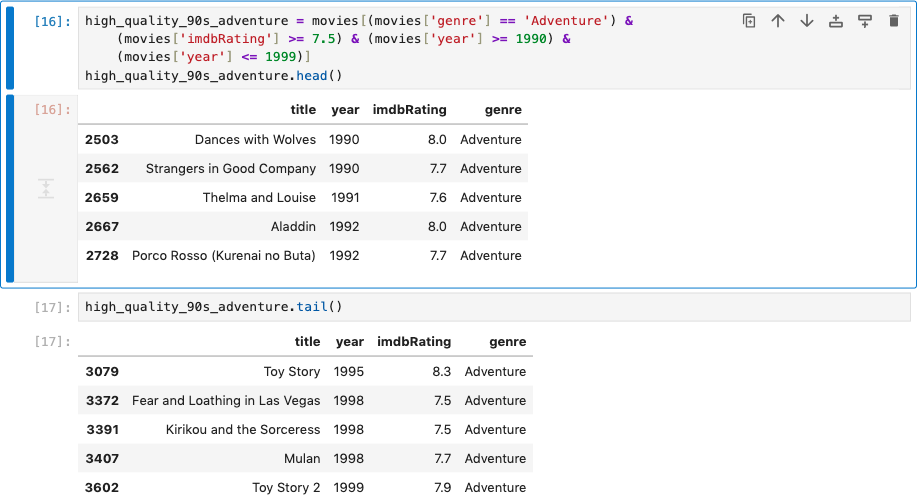 [16]: high_quality_90s_adventure = movies[(movies['genre'] == 'Adventure') &
(movies['imdbRating'] >= 7.5) & (movies['year'] >= 1990) &
(movies['year'] <= 1999)]
high_quality_90s_adventure.head()
[16]: title year imdbRating genre
2503 Dances with Wolves 1990 8.0 Adventure
2562 Strangers in Good Company 1990 7.7 Adventure
2659 Thelma and Louise 1991 7.6 Adventure
2667 Aladdin 1992 8.0 Adventure
2728 Porco Rosso (Kurenai no Buta) 1992 7.7 Adventure
[17]: high_quality_90s_adventure.tail()
[17]: title year imdbRating genre
3079 Toy Story 1995 8.3 Adventure
3372 Fear and Loathing in Las Vegas 1998 7.5 Adventure
3391 Kirikou and the Sorceress 1998 7.5 Adventure
3407 Mulan 1998 7.7 Adventure
3602 Toy Story 2 1999 7.9 Adventure